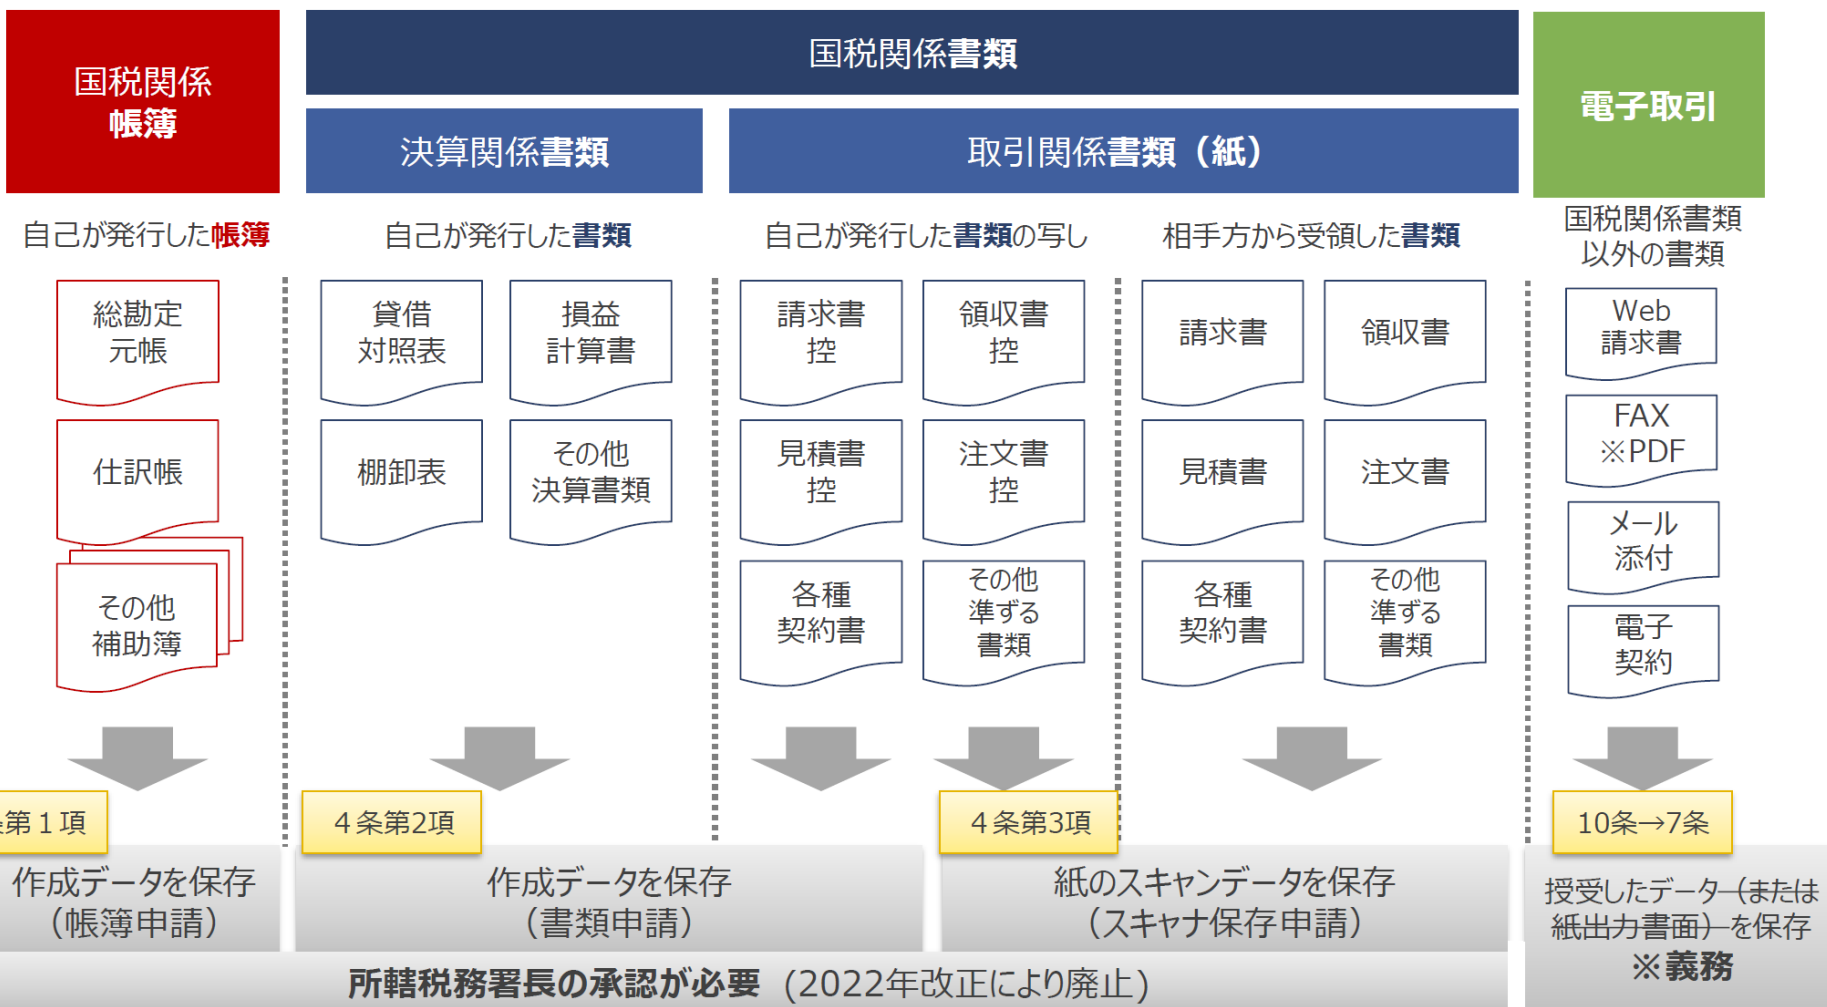 国税関係
帳簿
国税関係書類
決算関係書類
取引関係書類（紙）
電子取引
自己が発行した帳簿
自己が発行した書類
自己が発行した書類の写し
相手方から受領した書類
国税関係書類
以外の書類
総勘定
元帳
仕訳帳
その他
補助簿
貸借
対照表
損益
計算書
棚卸表
その他
決算書類
請求書
控
領収書
控
見積書
控
注文書
控
各種
契約書
その他
準ずる
書類
請求書
領収書
見積書
注文書
各種
契約書
その他
準ずる
書類
Web
請求書
FAX
※PDF
メール
添付
電子
契約
第１項
４条第2項
４条第3項
10条→7条
作成データを保存
（帳簿申請）
作成データを保存
（書類申請）
紙のスキャンデータを保存
（スキャナ保存申請）
授受したデータ（または
紙出力書面）を保存
※義務
所轄税務署長の承認が必要（2022年改正により廃止）